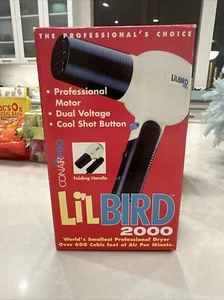 THE PROFESSIONAL'S CHOICE
LiLBIRD
PRO
• Professional
Motor
• Dual Voltage
• Cool Shot Button
CONAIR PRO
Folding Handle
LiLBIRD
2000
World's Smallest Professional Dryer
Over 600 Cubic feet of Air Per Minute.